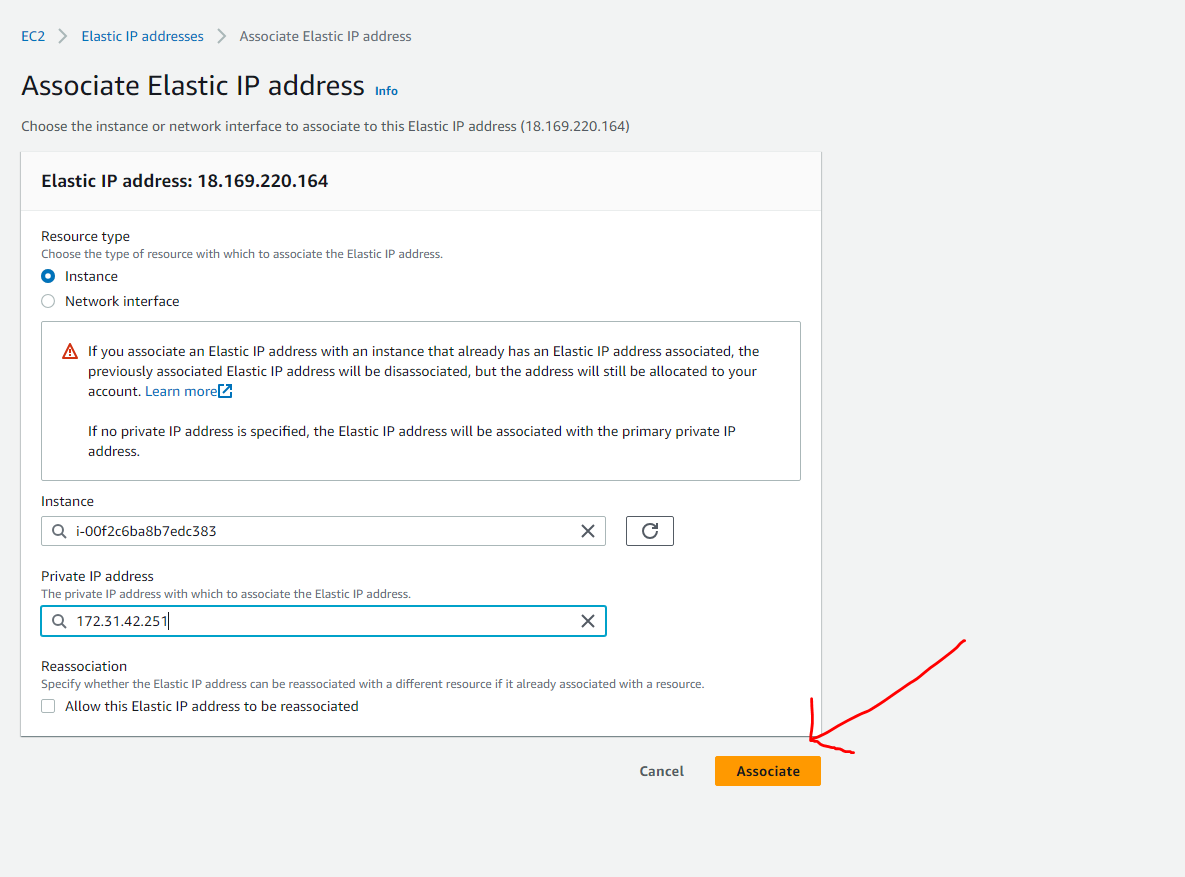 EC2 > Elastic IP addresses > Associate Elastic IP address
Associate Elastic IP address Info
Choose the instance or network interface to associate to this Elastic IP address (18.169.220.164)
Elastic IP address: 18.169.220.164
Resource type
Choose the type of resource with which to associate the Elastic IP address.
Instance
Network interface
If you associate an Elastic IP address with an instance that already has an Elastic IP address associated, the
previously associated Elastic IP address will be disassociated, but the address will still be allocated to your
account. Learn more
If no private IP address is specified, the Elastic IP address will be associated with the primary private IP
address.
Instance
i-00f2c6ba8b7edc383
Private IP address
The private IP address with which to associate the Elastic IP address.
172.31.42.251
Reassociation
Specify whether the Elastic IP address can be reassociated with a different resource if it already associated with a resource.
Allow this Elastic IP address to be reassociated
Cancel Associate